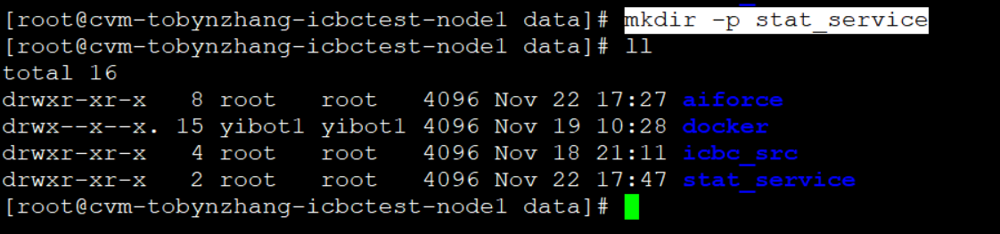 [root@cvm-tobynzhang-icbctest-node1 data]# mkdir -p stat_service
[root@cvm-tobynzhang-icbctest-node1 data]# ll
total 16
drwxr-xr-x   8 root   root   4096 Nov 22 17:27 aiforce
drwx--x--x. 15 yibot1 yibot1 4096 Nov 19 10:28 docker
drwxr-xr-x   4 root   root   4096 Nov 18 21:11 icbc_src
drwxr-xr-x   2 root   root   4096 Nov 22 17:47 stat_service
[root@cvm-tobynzhang-icbctest-node1 data]#